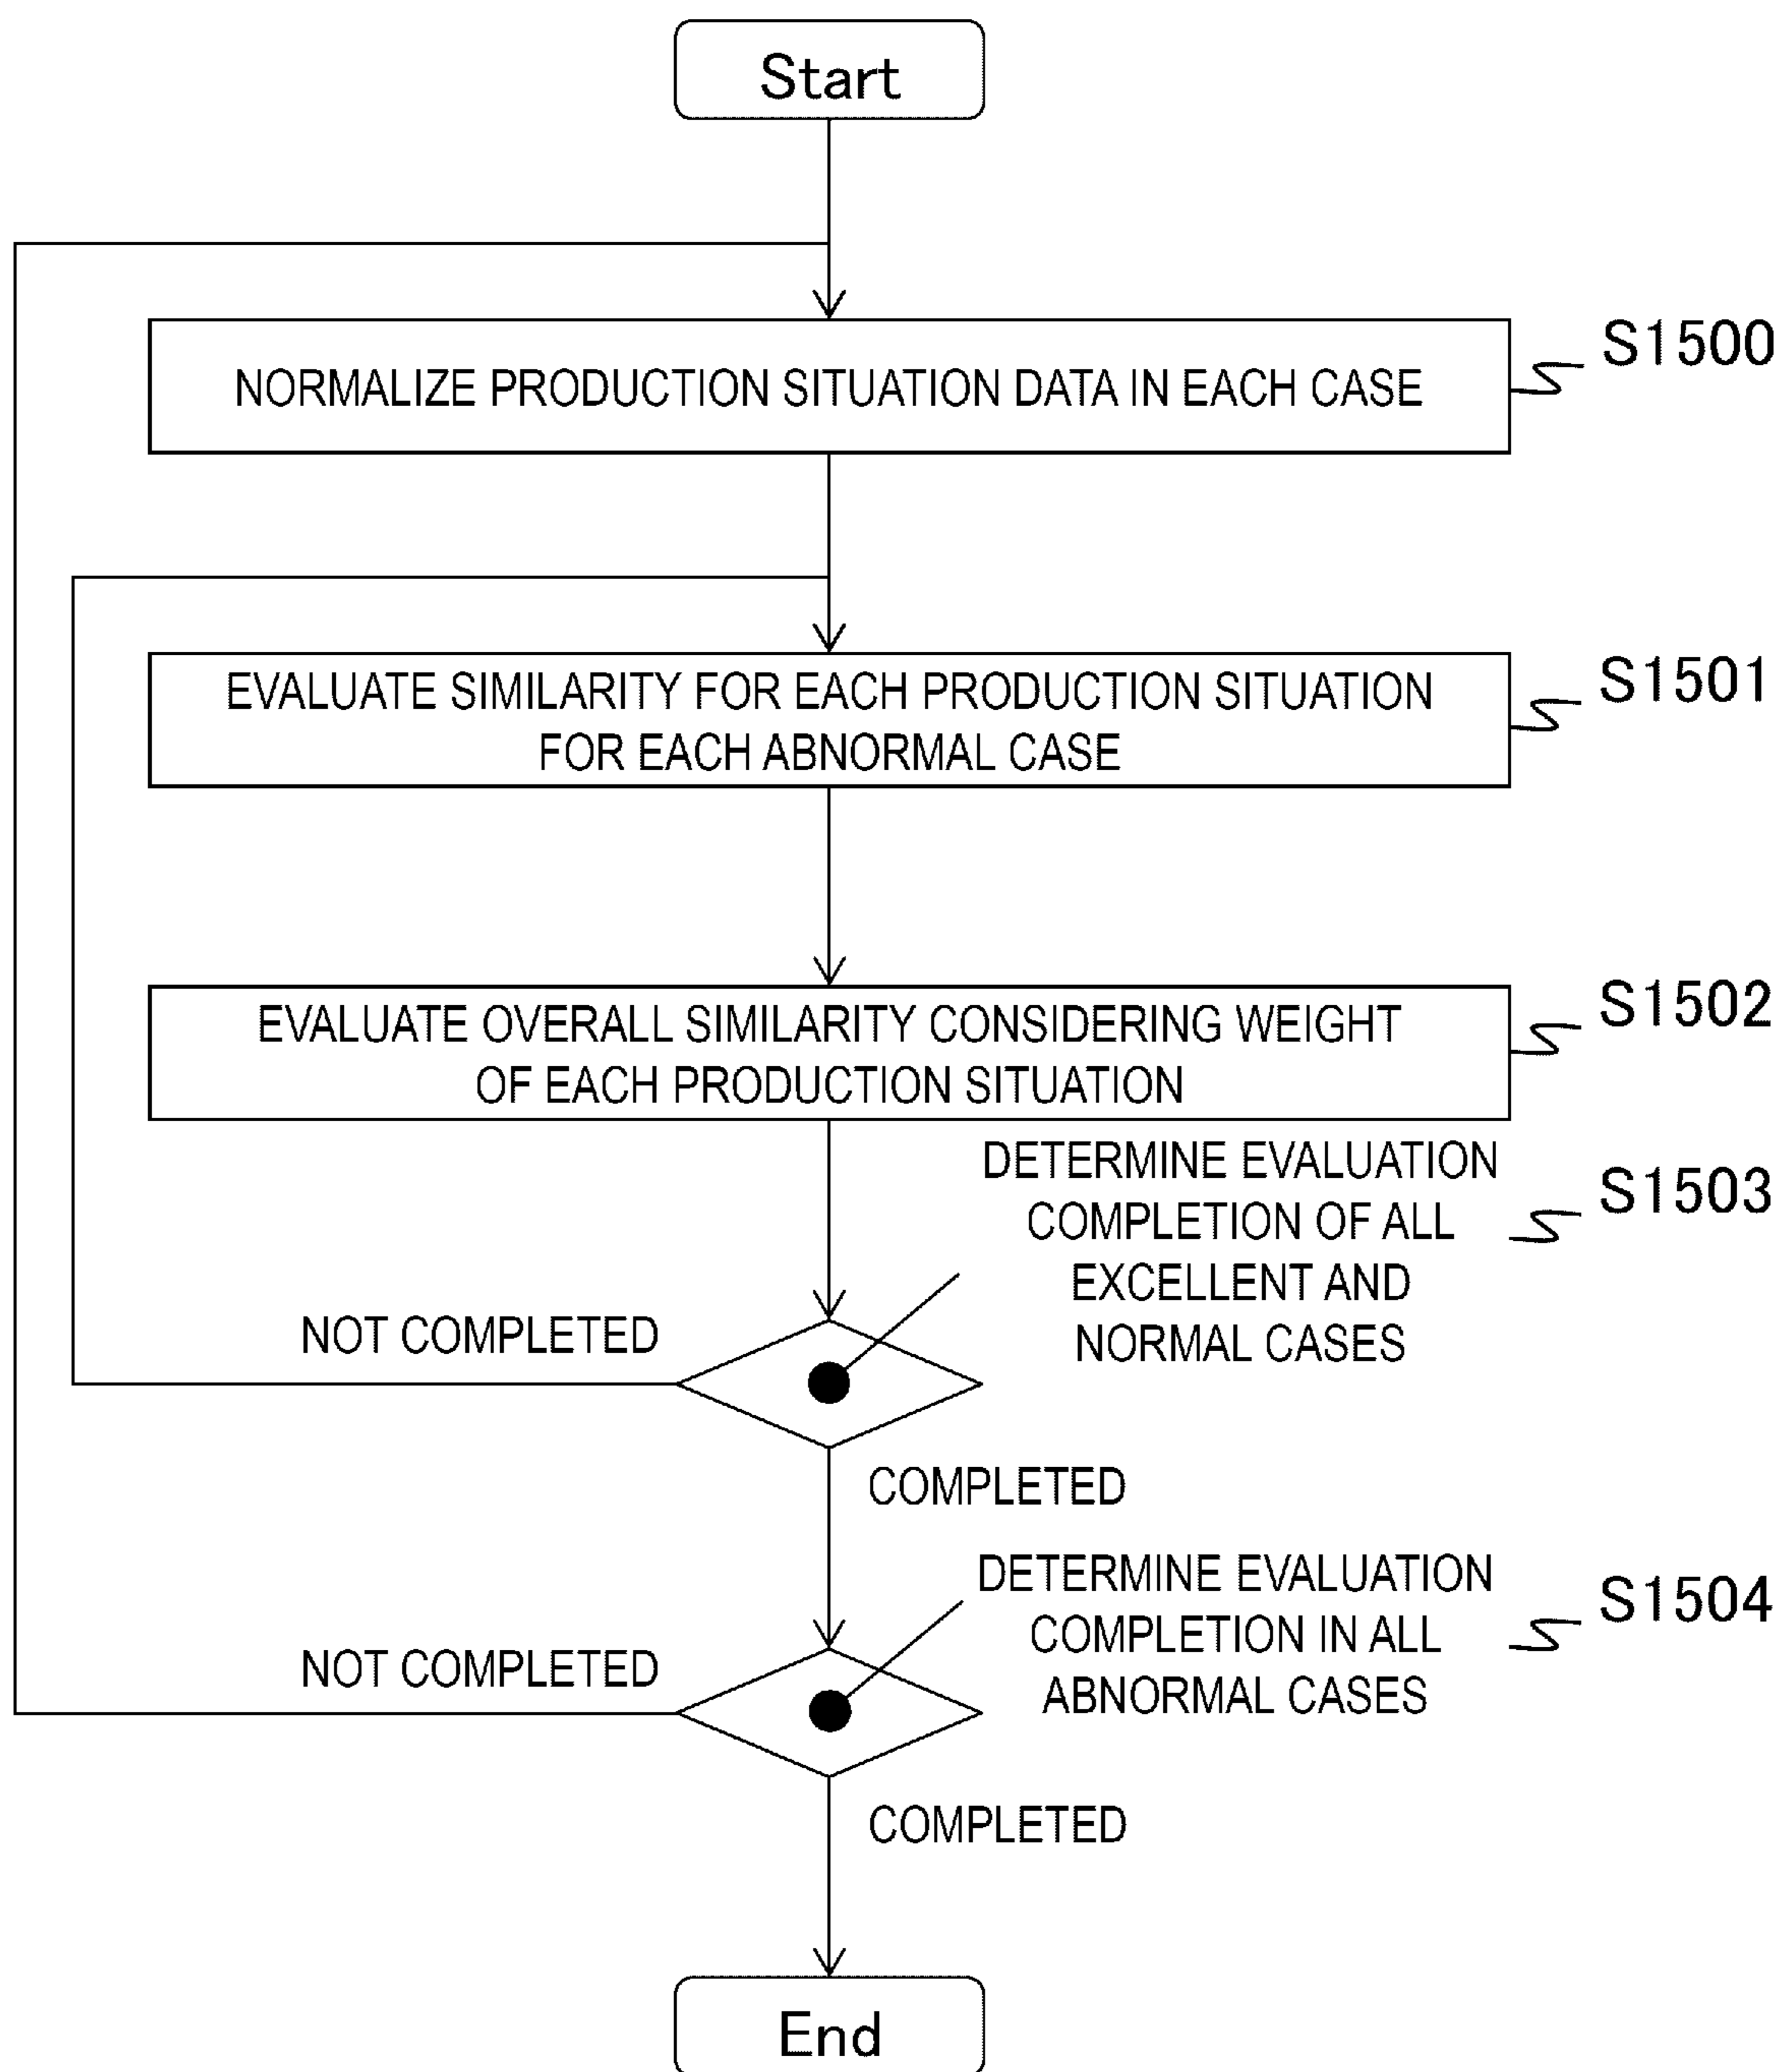 Start
NORMALIZE PRODUCTION SITUATION DATA IN EACH CASE
S1500
EVALUATE SIMILARITY FOR EACH PRODUCTION SITUATION
FOR EACH ABNORMAL CASE
S1501
EVALUATE OVERALL SIMILARITY CONSIDERING WEIGHT
OF EACH PRODUCTION SITUATION
S1502
DETERMINE EVALUATION
COMPLETION OF ALL
EXCELLENT AND
NORMAL CASES
S1503
NOT COMPLETED
COMPLETED
DETERMINE EVALUATION
COMPLETION IN ALL
ABNORMAL CASES
S1504
NOT COMPLETED
COMPLETED
End